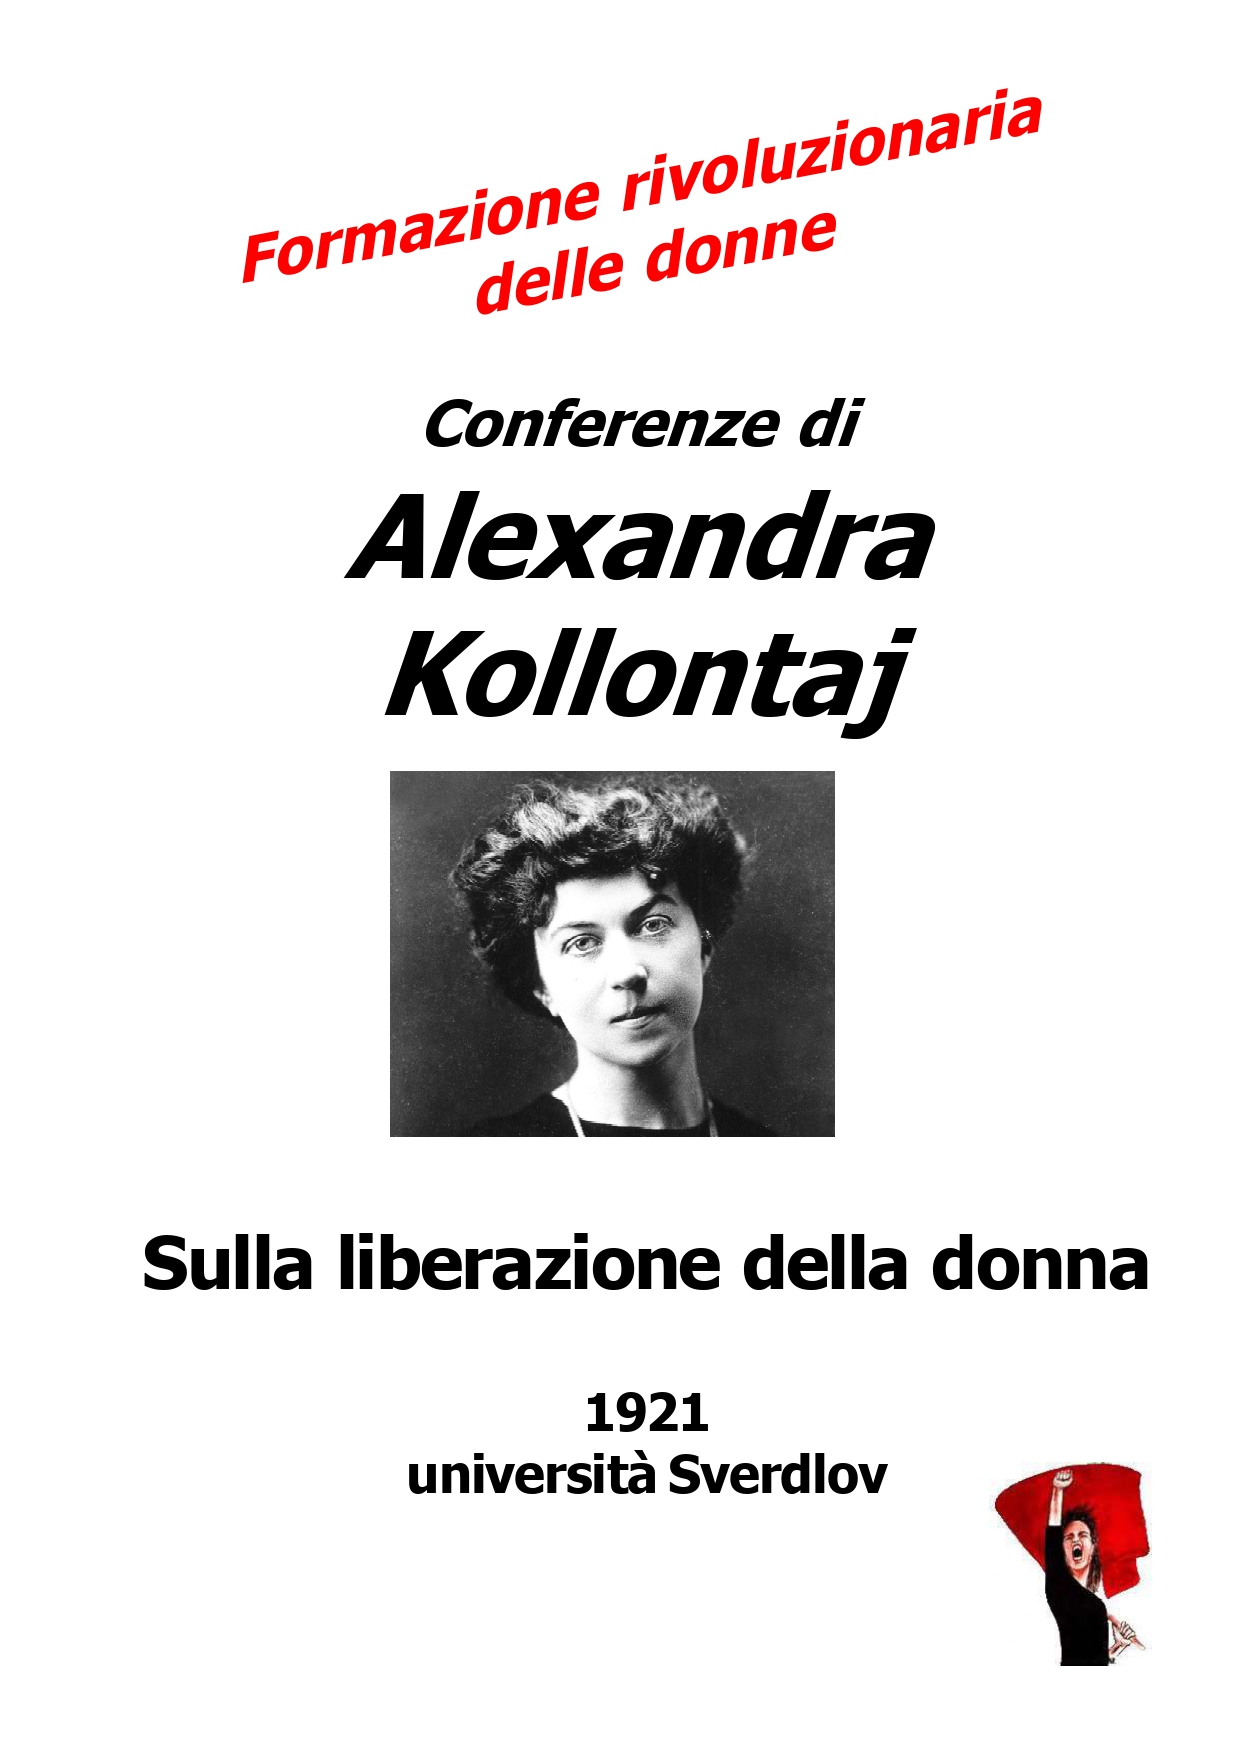 Formazione rivoluzionaria
delle donne
Conferenze di
Alexandra
Kollontaj
Sulla liberazione della donna
1921
università Sverdlov